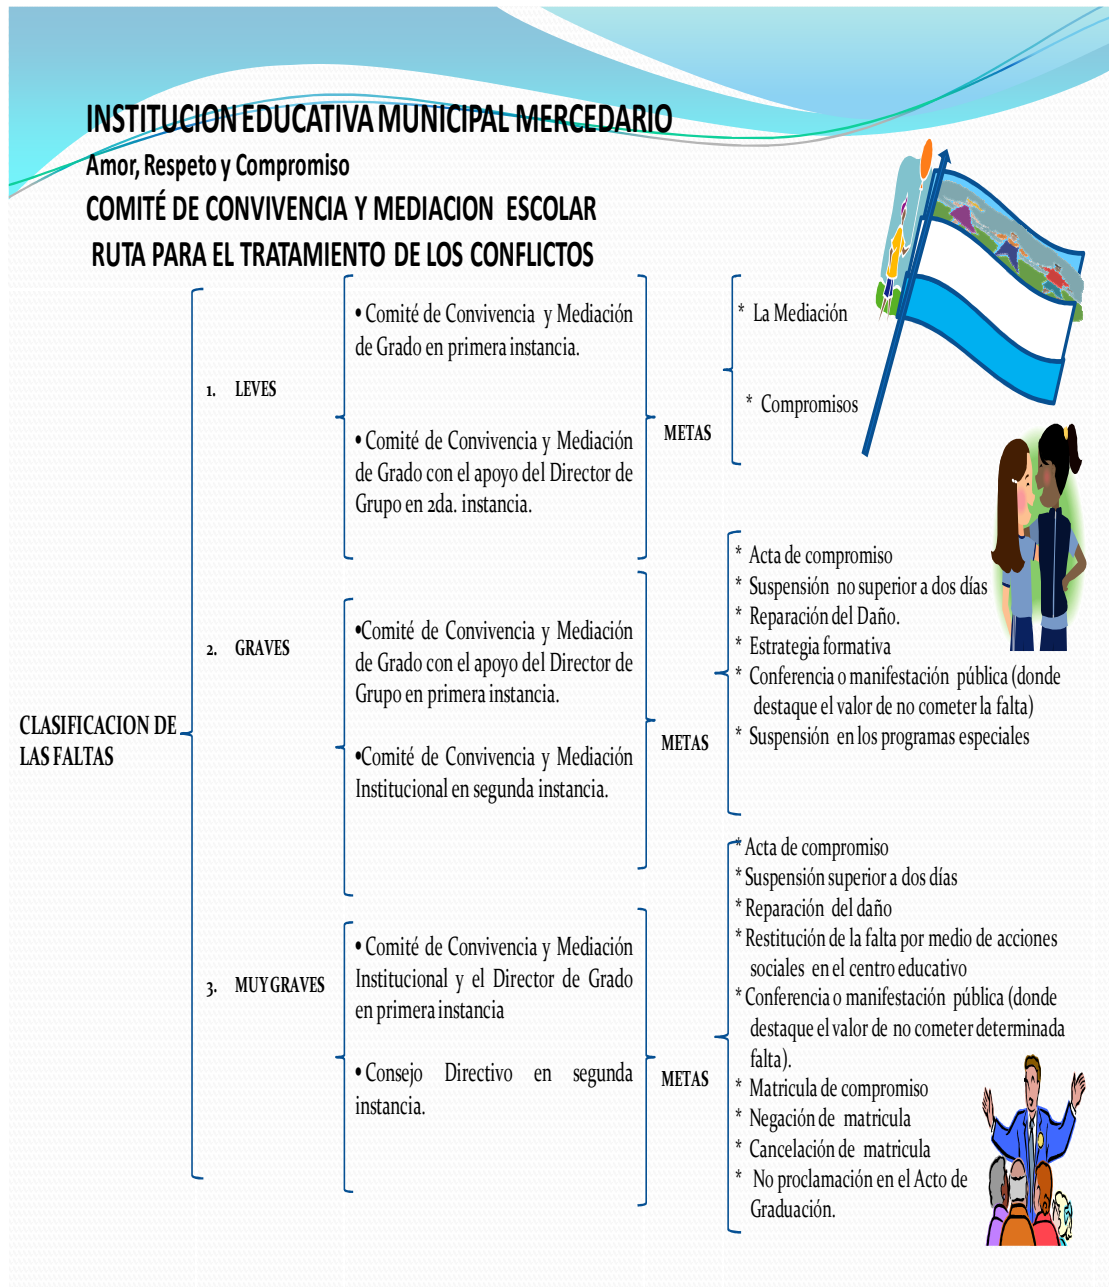 INSTITUCION EDUCATIVA MUNICIPAL MERCEDARIO
Amor, Respeto y Compromiso
COMITÉ DE CONVIVENCIA Y MEDIACION ESCOLAR
RUTA PARA EL TRATAMIENTO DE LOS CONFLICTOS
CLASIFICACION DE
LAS FALTAS
1. LEVES
• Comité de Convivencia y Mediación
de Grado en primera instancia.
• Comité de Convivencia y Mediación
de Grado con el apoyo del Director de
Grupo en 2da. instancia.
METAS
* La Mediación
* Compromisos
2. GRAVES
•Comité de Convivencia y Mediación
de Grado con el apoyo del Director de
Grupo en primera instancia.
•Comité de Convivencia y Mediación
Institucional en segunda instancia.
METAS
* Acta de compromiso
* Suspensión no superior a dos días
* Reparación del Daño.
* Estrategia formativa
* Conferencia o manifestación pública (donde
destaque el valor de no cometer la falta)
* Suspensión en los programas especiales
3. MUY GRAVES
• Comité de Convivencia y Mediación
Institucional y el Director de Grado
en primera instancia
• Consejo Directivo en segunda
instancia.
METAS
* Acta de compromiso
* Suspensión superior a dos días
* Reparación del daño
* Restitución de la falta por medio de acciones
sociales en el centro educativo
* Conferencia o manifestación pública (donde
destaque el valor de no cometer determinada
falta).
* Matricula de compromiso
* Negación de matricula
* Cancelación de matricula
* No proclamación en el Acto de
Graduación.